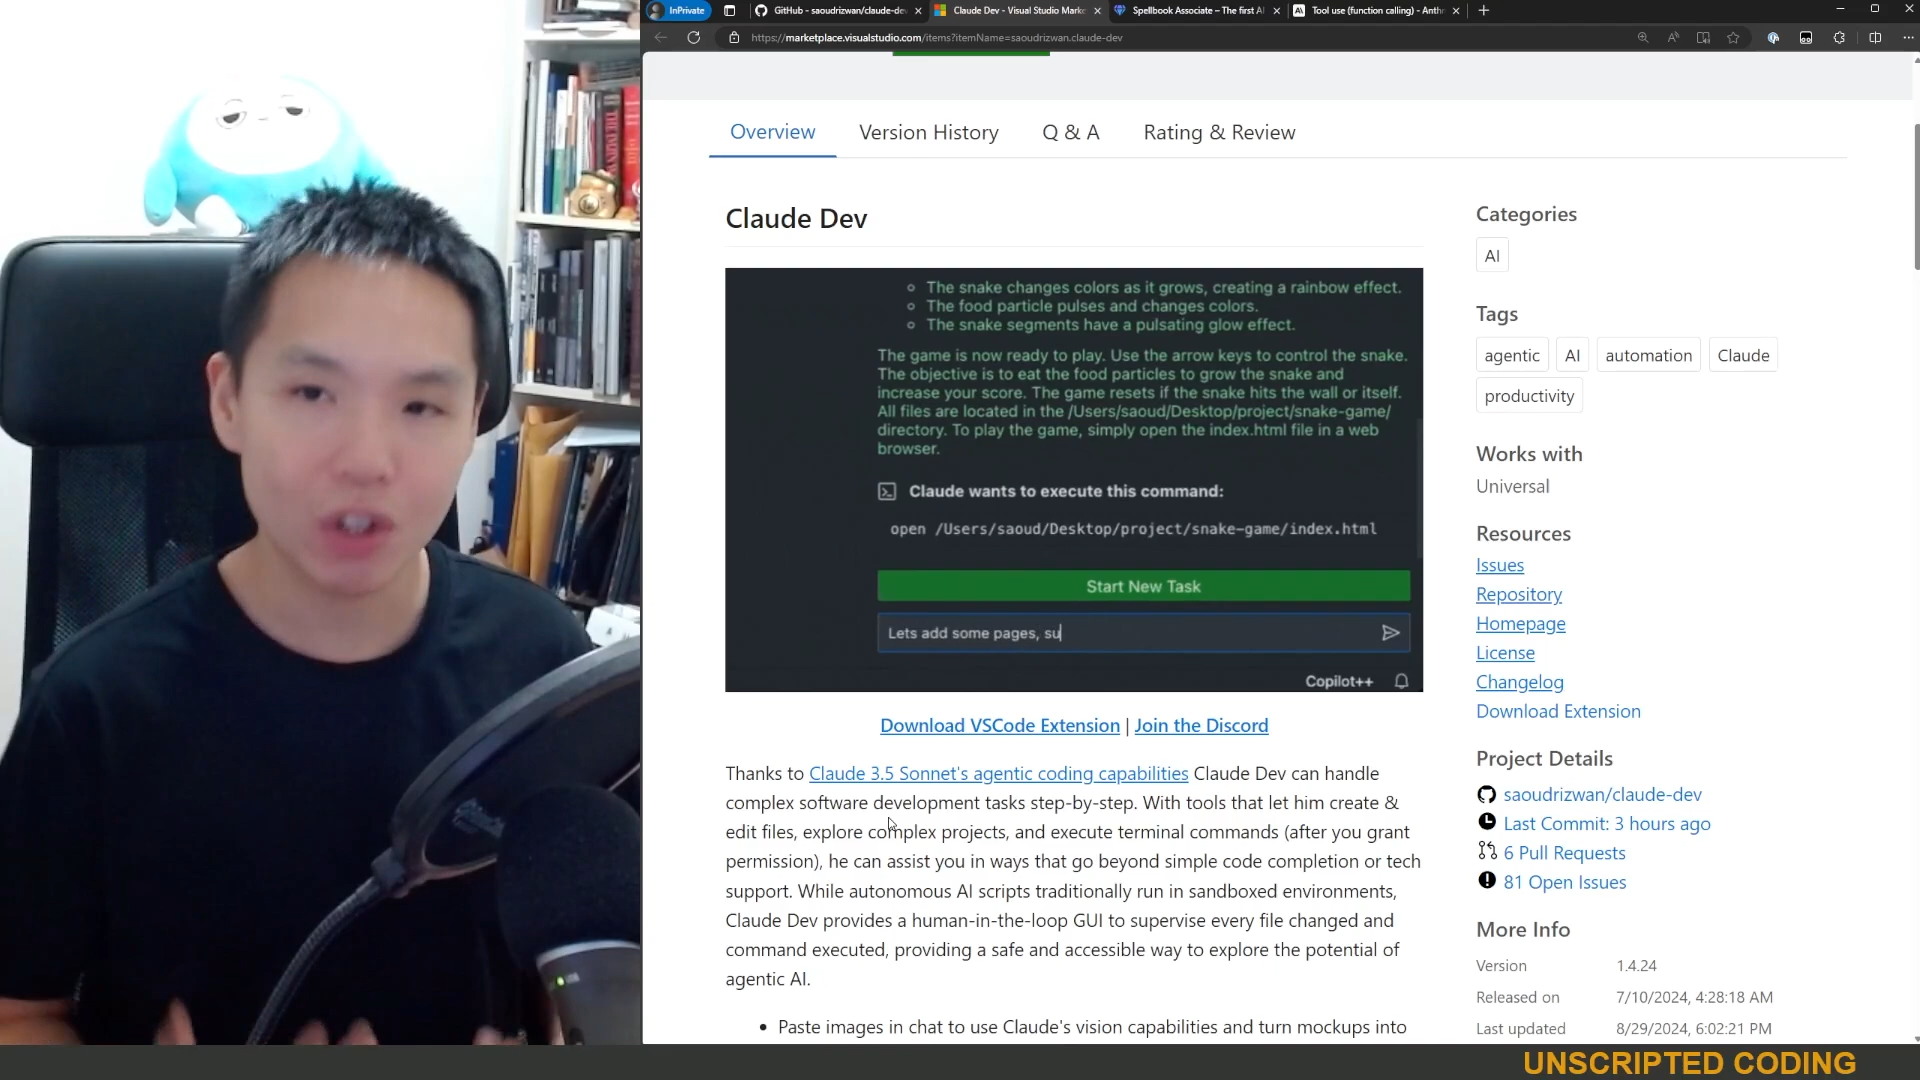 InPrivate
GitHub - saoudrizwan/claude-de
Claude Dev - Visual Studio Marke
Spellbook Associate – The first AI
Tool use (function calling) - Anth
https://marketplace.visualstudio.com/items?itemName=saoudrizwan.claude-dev
Overview
Version History
Q & A
Rating & Review
Claude Dev
The snake changes colors as it grows, creating a rainbow effect.
The food particle pulses and changes colors.
The snake segments have a pulsating glow effect.
The game is now ready to play. Use the arrow keys to control the snake.
The objective is to eat the food particles to grow the snake and
increase your score. The game resets if the snake hits the wall or itself.
All files are located in the /Users/saoud/Desktop/project/snake-game/
directory. To play the game, simply open the index.html file in a web
browser.
Claude wants to execute this command:
open /Users/saoud/Desktop/project/snake-game/index.html
Start New Task
Lets add some pages, su
Copilot++
Download VSCode Extension | Join the Discord
Thanks to Claude 3.5 Sonnet's agentic coding capabilities Claude Dev can handle
complex software development tasks step-by-step. With tools that let him create &
edit files, explore complex projects, and execute terminal commands (after you grant
permission), he can assist you in ways that go beyond simple code completion or tech
support. While autonomous AI scripts traditionally run in sandboxed environments,
Claude Dev provides a human-in-the-loop GUI to supervise every file changed and
command executed, providing a safe and accessible way to explore the potential of
agentic AI.
• Paste images in chat to use Claude's vision capabilities and turn mockups into
Categories
AI
Tags
agentic
AI
automation
Claude
productivity
Works with
Universal
Resources
Issues
Repository
Homepage
License
Changelog
Download Extension
Project Details
saoudrizwan/claude-dev
Last Commit: 3 hours ago
6 Pull Requests
81 Open Issues
More Info
Version 1.4.24
Released on 7/10/2024, 4:28:18 AM
Last updated 8/29/2024, 6:02:21 PM
UNSCRIPTED CODING